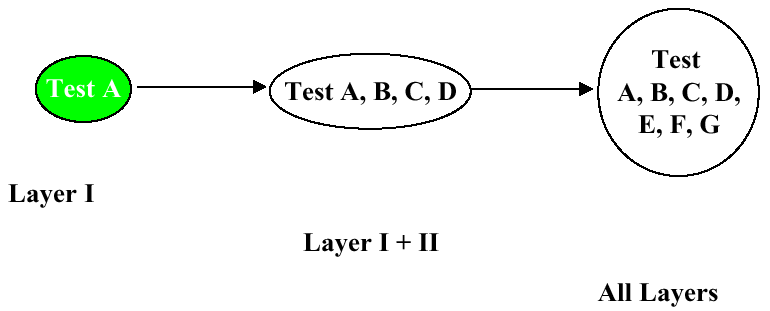 Test A
Test A, B, C, D
Test
A, B, C, D,
E, F, G
Layer I
Layer I + II
All Layers